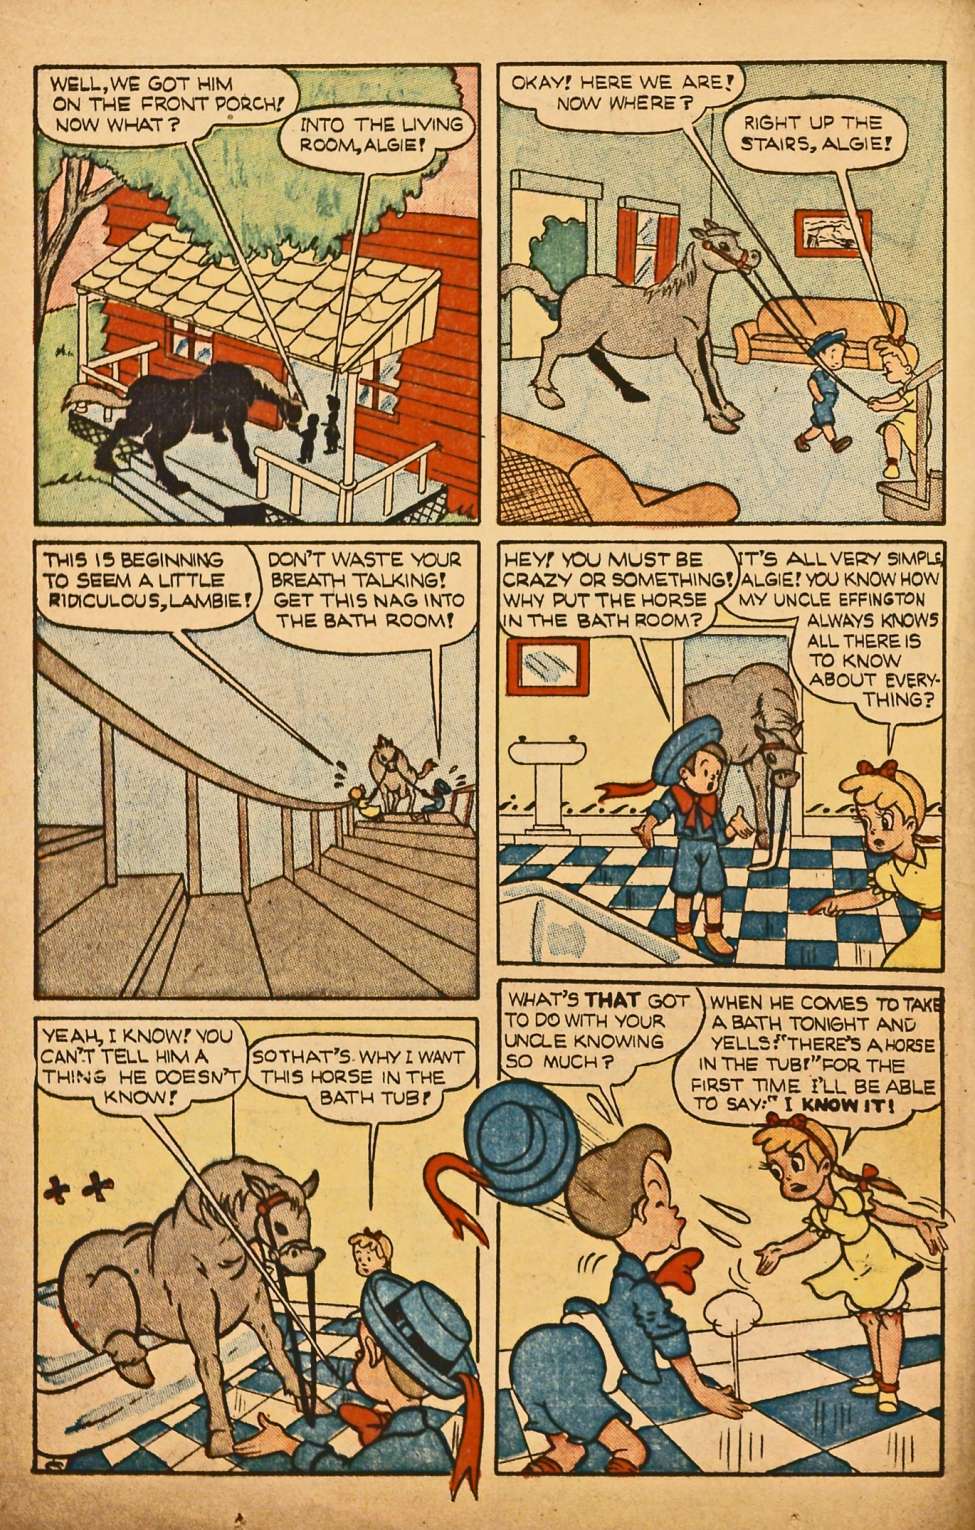 WELL, WE GOT HIM
ON THE FRONT PORCH!
NOW WHAT?
INTO THE LIVING
ROOM, ALGIE!
OKAY! HERE WE ARE!
NOW WHERE?
RIGHT UP THE
STAIRS, ALGIE!
THIS IS BEGINNING
TO SEEM A LITTLE
RIDICULOUS, LAMBIE!
DON'T WASTE YOUR
BREATH TALKING!
GET THIS NAG INTO
THE BATH ROOM!
HEY! YOU MUST BE
CRAZY OR SOMETHING!
WHY PUT THE HORSE
IN THE BATH ROOM?
IT'S ALL VERY SIMPLE,
ALGIE! YOU KNOW HOW
MY UNCLE EFFINGTON
ALWAYS KNOWS
ALL THERE IS
TO KNOW
ABOUT EVERY-
THING?
YEAH, I KNOW! YOU
CAN'T TELL HIM A
THING HE DOESN'T
KNOW!
SO THAT'S WHY I WANT
THIS HORSE IN THE
BATH TUB!
WHAT'S THAT GOT
TO DO WITH YOUR
UNCLE KNOWING
SO MUCH?
WHEN HE COMES TO TAKE
A BATH TONIGHT AND
YELLS: "THERE'S A HORSE
IN THE TUB!" FOR THE
FIRST TIME I'LL BE ABLE
TO SAY: "I KNOW IT!